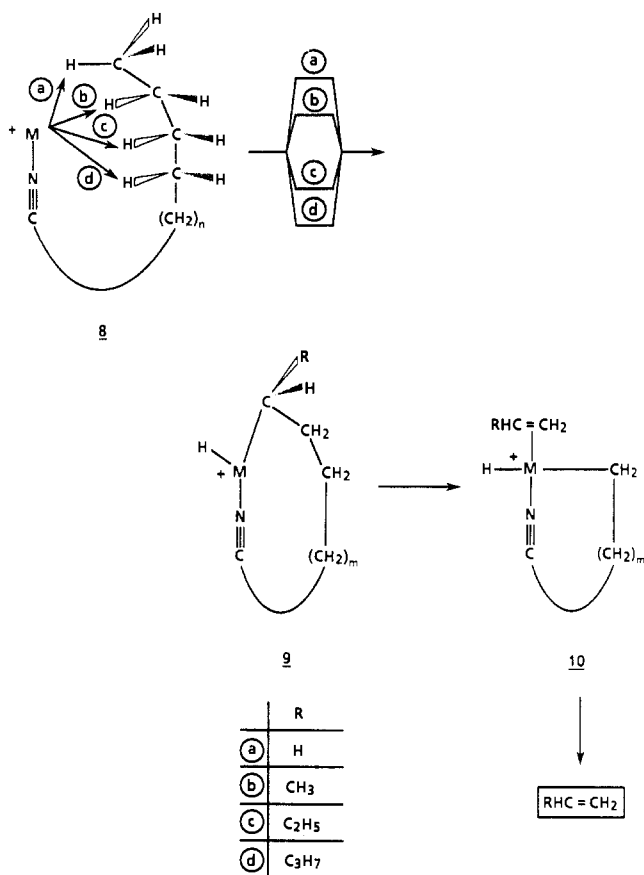 H
H C H
a
b
H C H H
+
M
c
H C H
d
H C H
N
C
(CH2)n
8
a
b
c
d
R
H
C
CH2
H
M
+
CH2
N
C
(CH2)m
9
RHC=CH2
+
H M CH2
N
C
(CH2)m
10
R
a H
b CH3
c C2H5
d C3H7
RHC=CH2